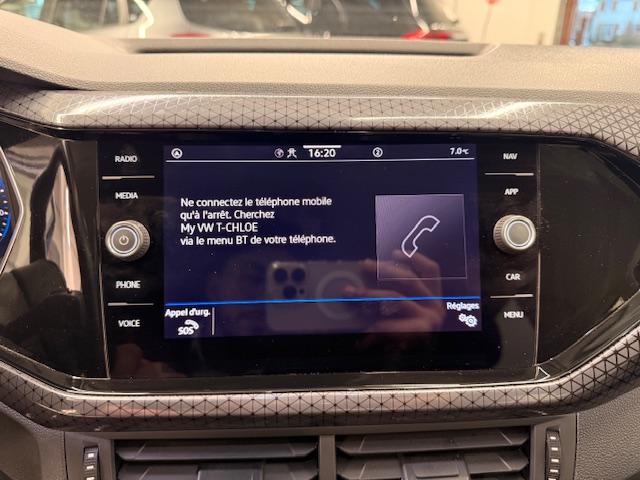 RADIO
MEDIA
PHONE
VOICE
16:20
2
7.0°C
Ne connectez le téléphone mobile
qu'à l'arrêt. Cherchez
My VW T-CHLOE
via le menu BT de votre téléphone.
Appel d'urg.
SOS
Réglages
NAV
APP
CAR
MENU